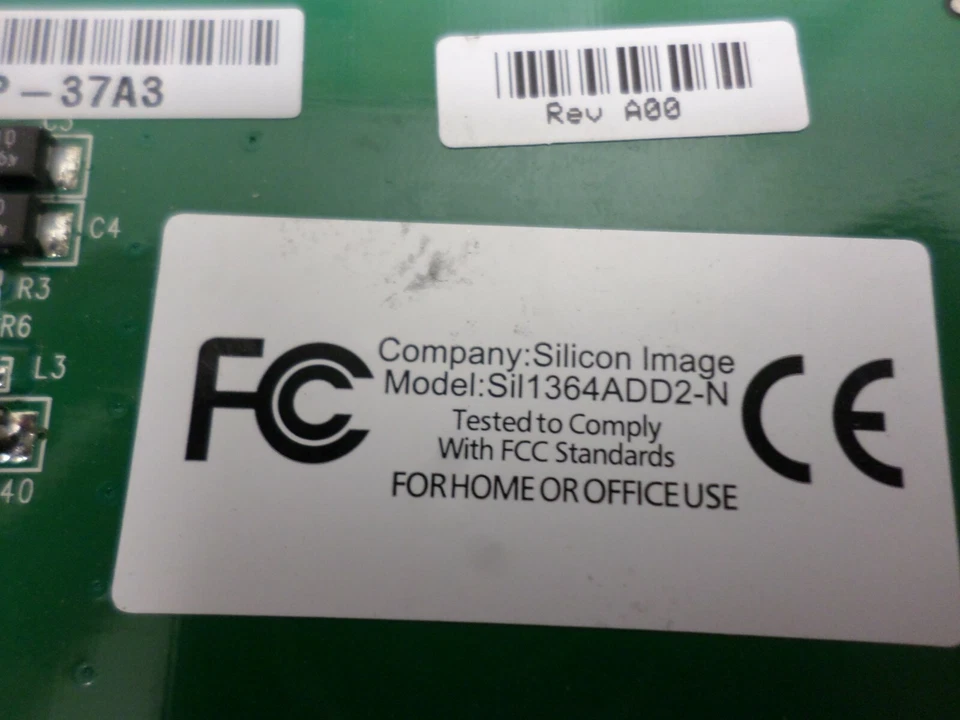 P-37A3
Rev A00
C3
C4
R3
R6
L3
40
FC
Company:Silicon Image
Model:SiI1364ADD2-N
Tested to Comply
With FCC Standards
FOR HOME OR OFFICE USE
CE